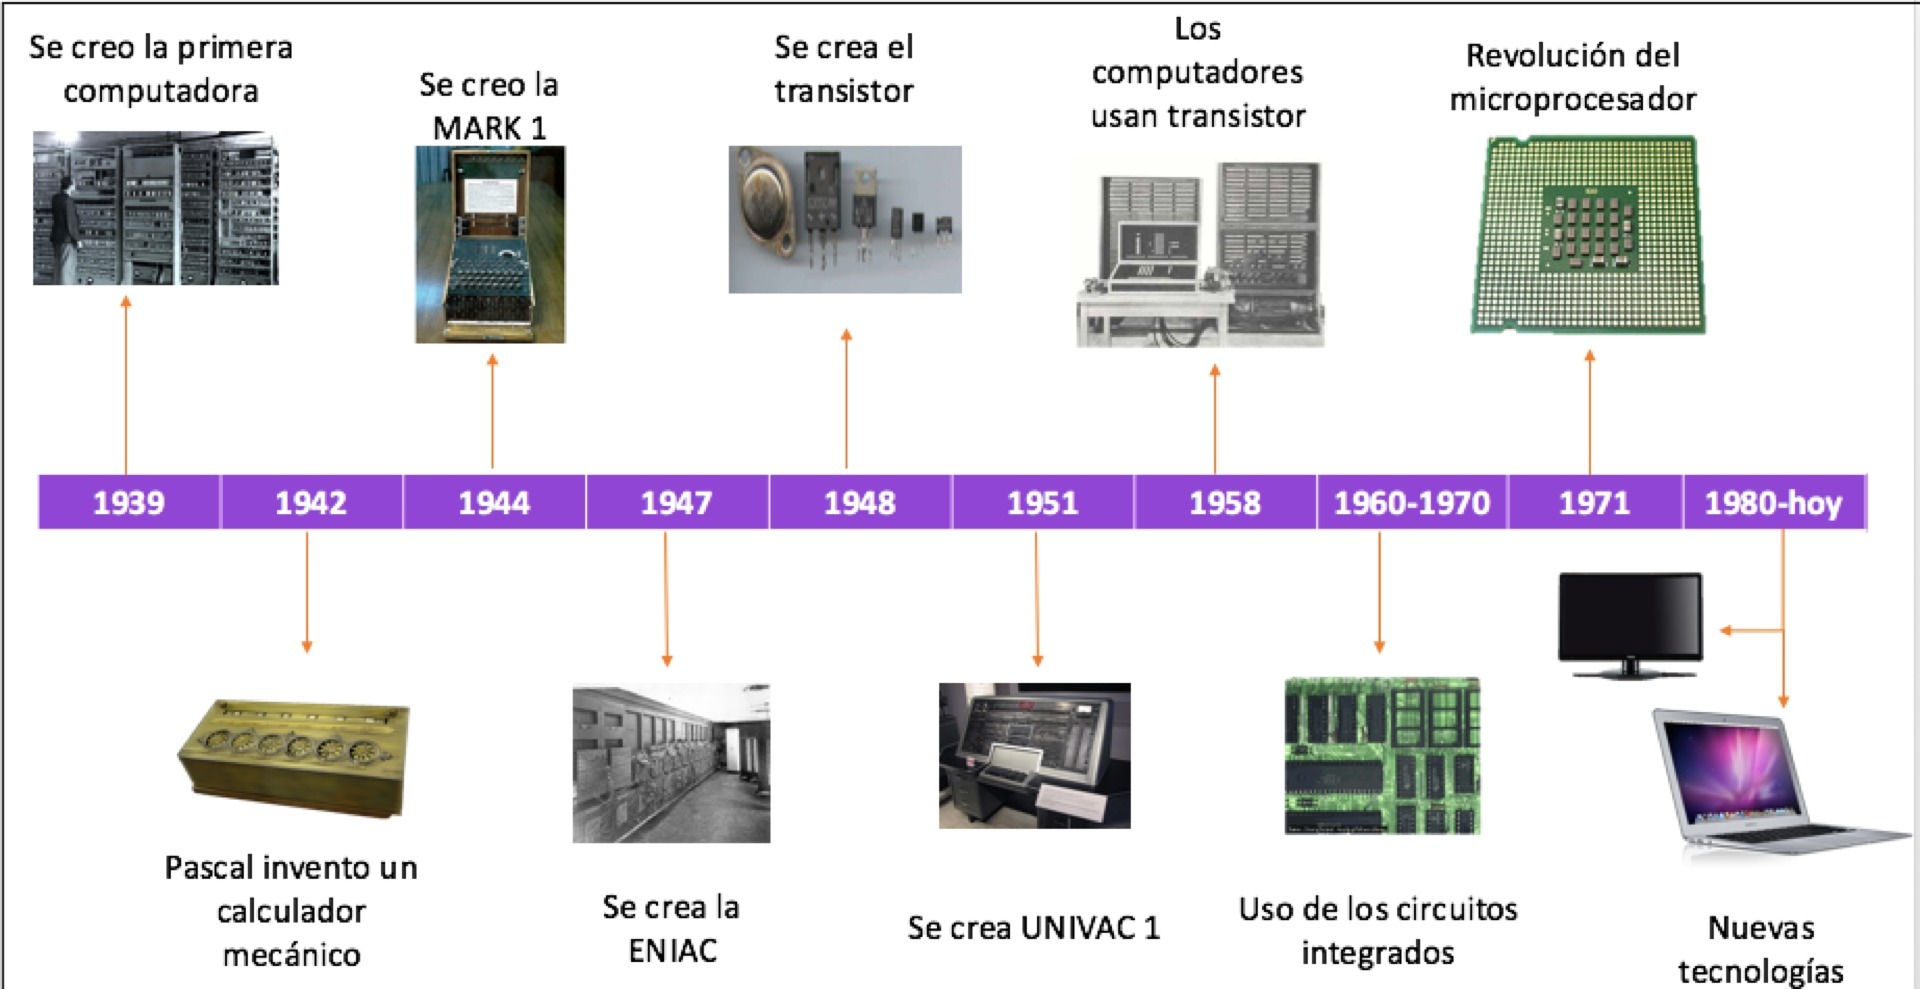 Se creo la primera
computadora
Se creo la
MARK 1
Se crea el
transistor
Los
computadores
usan transistor
Revolución del
microprocesador
1939
1942
1944
1947
1948
1951
1958
1960-1970
1971
1980-hoy
Pascal invento un
calculador
mecánico
Se crea la
ENIAC
Se crea UNIVAC 1
Uso de los circuitos
integrados
Nuevas
tecnologías